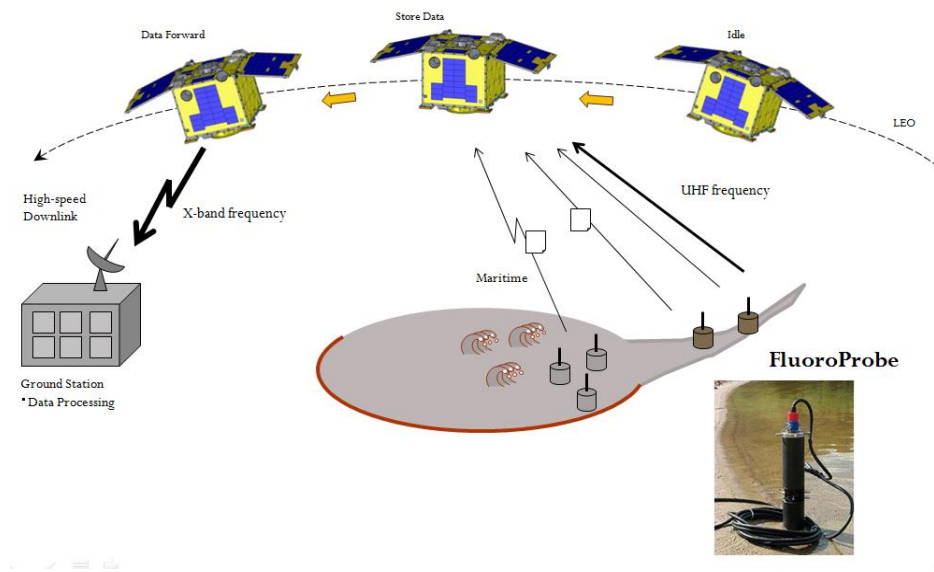 Data Forward
Store Data
Idle
LEO
High-speed
Downlink
X-band frequency
UHF frequency
Maritime
FluoroProbe
Ground Station
▪ Data Processing